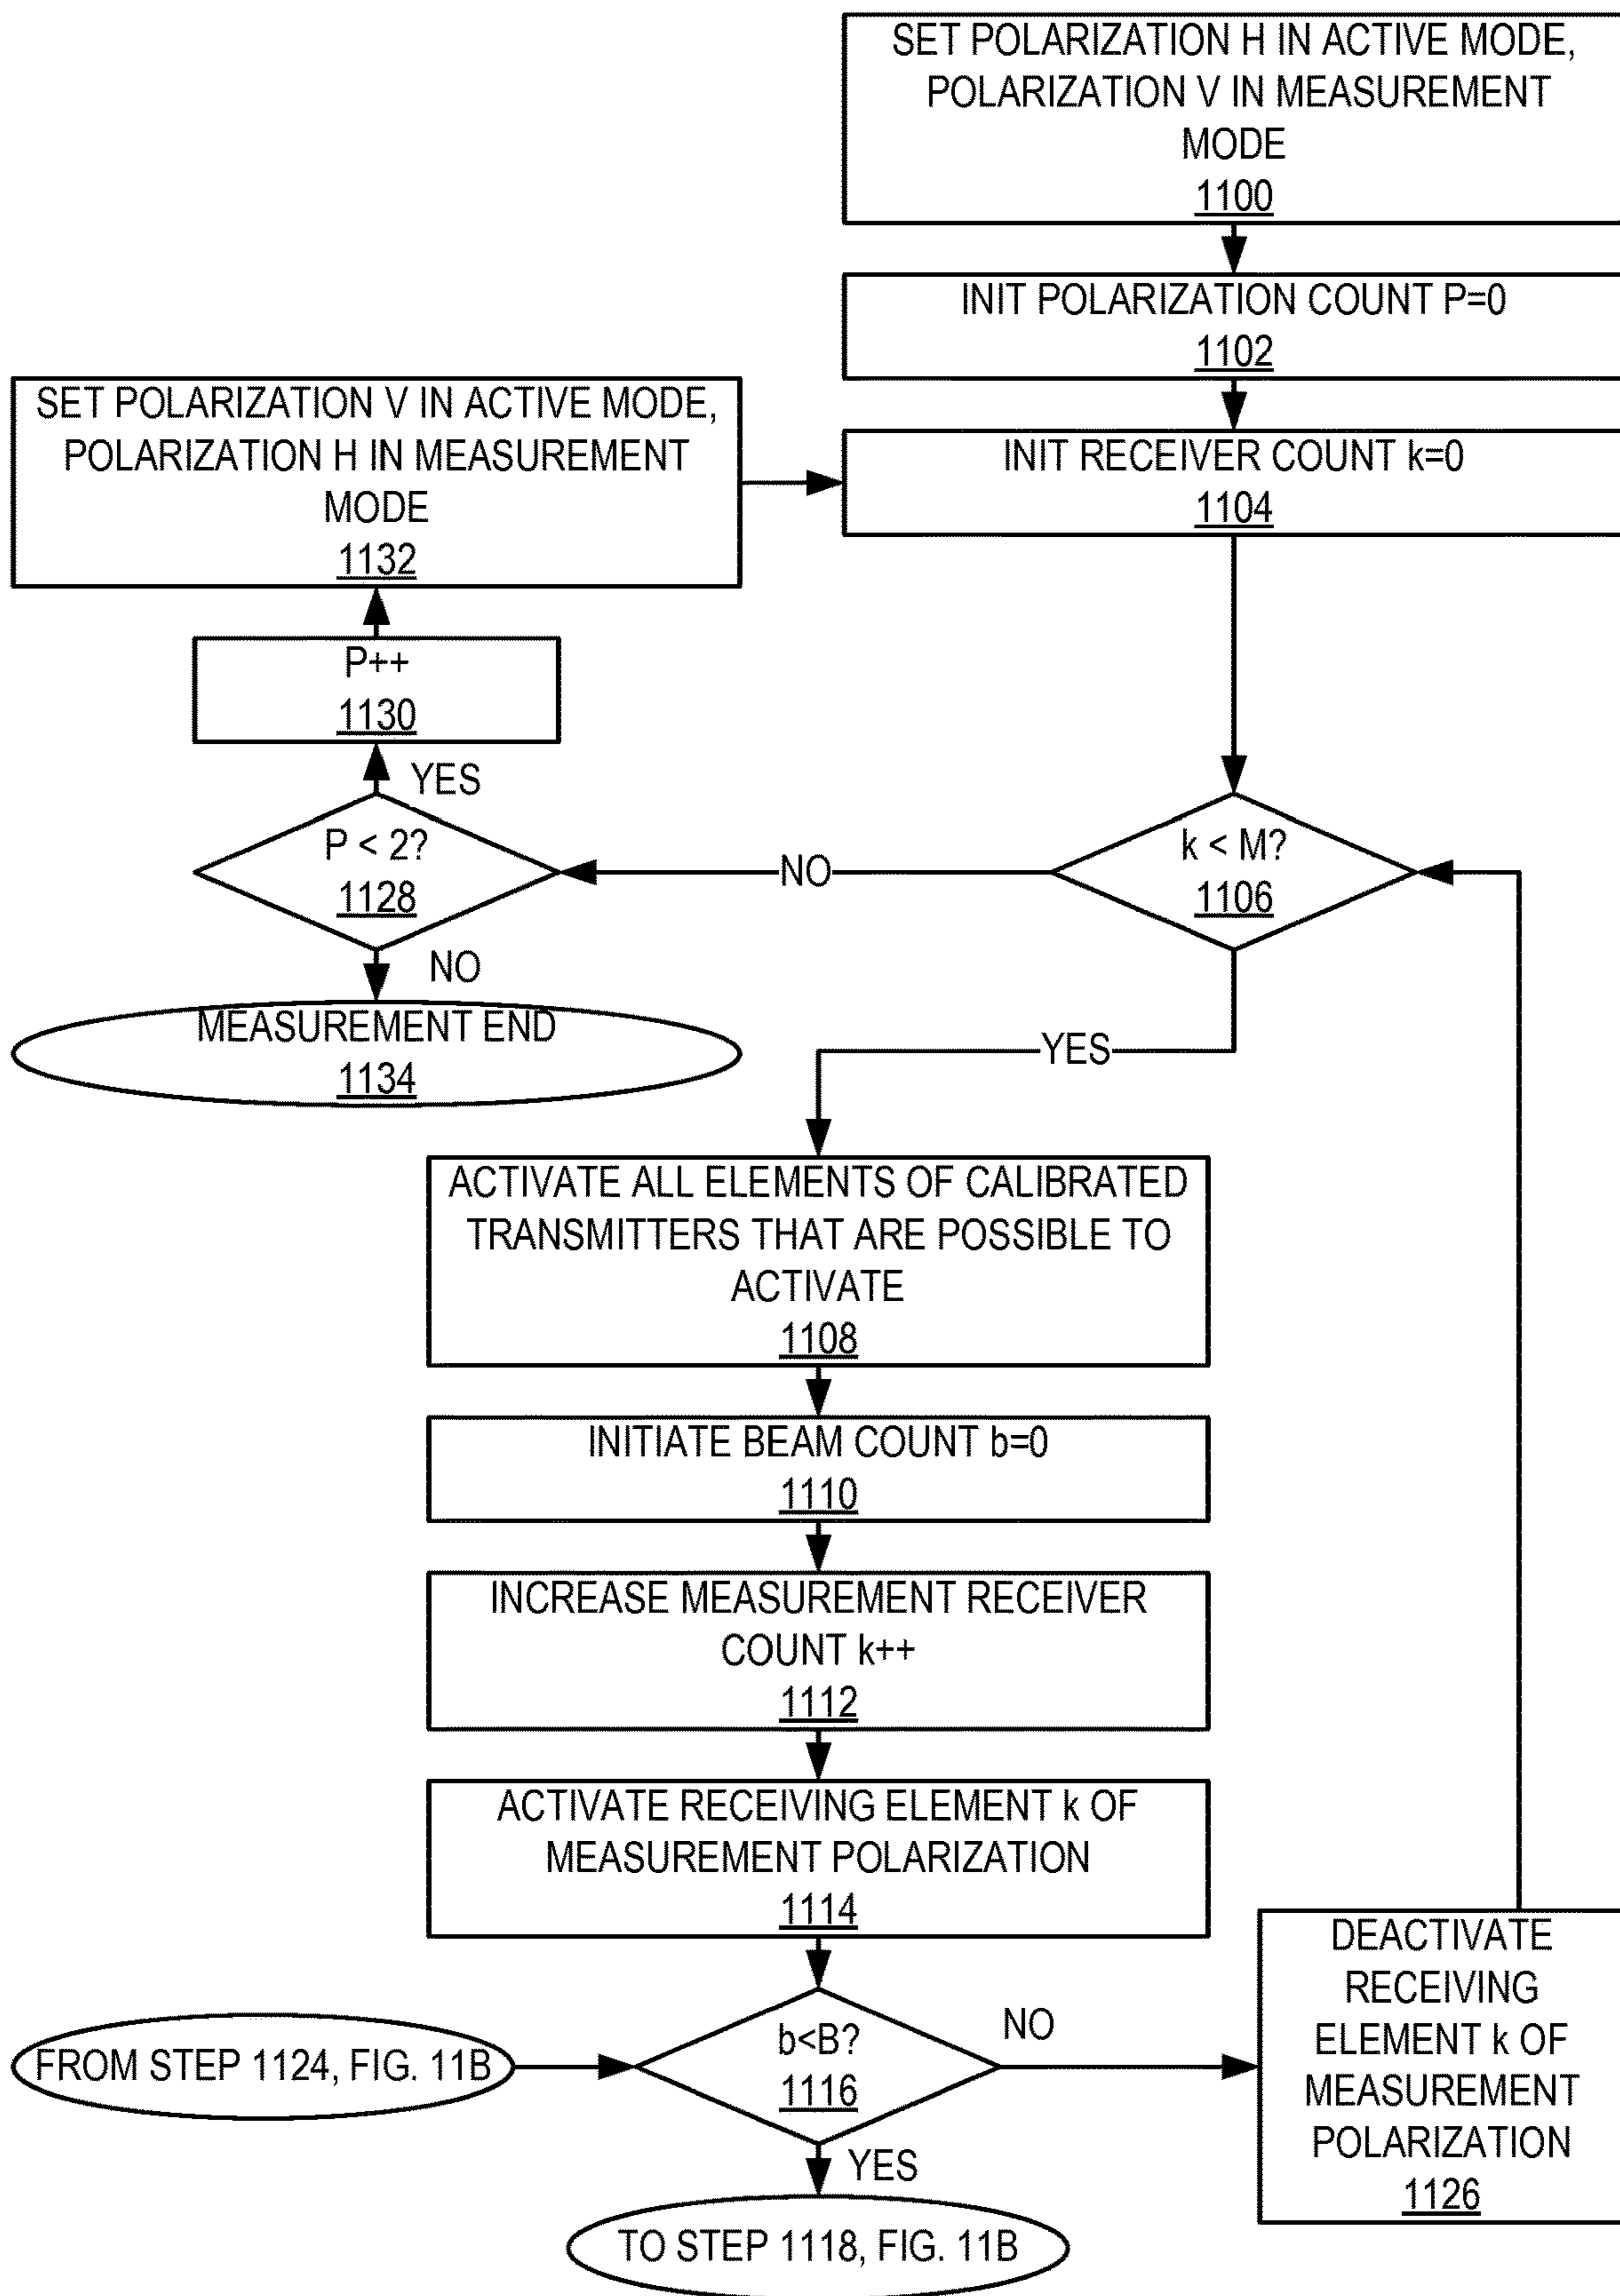 SET POLARIZATION H IN ACTIVE MODE,
POLARIZATION V IN MEASUREMENT
MODE
1100
INIT POLARIZATION COUNT P=0
1102
SET POLARIZATION V IN ACTIVE MODE,
POLARIZATION H IN MEASUREMENT
MODE
1132
INIT RECEIVER COUNT k=0
1104
P++
1130
YES
P < 2?
1128
NO
k < M?
1106
NO
MEASUREMENT END
1134
YES
ACTIVATE ALL ELEMENTS OF CALIBRATED
TRANSMITTERS THAT ARE POSSIBLE TO
ACTIVATE
1108
INITIATE BEAM COUNT b=0
1110
INCREASE MEASUREMENT RECEIVER
COUNT k++
1112
ACTIVATE RECEIVING ELEMENT k OF
MEASUREMENT POLARIZATION
1114
FROM STEP 1124, FIG. 11B
b<B?
1116
NO
DEACTIVATE
RECEIVING
ELEMENT k OF
MEASUREMENT
POLARIZATION
1126
YES
TO STEP 1118, FIG. 11B